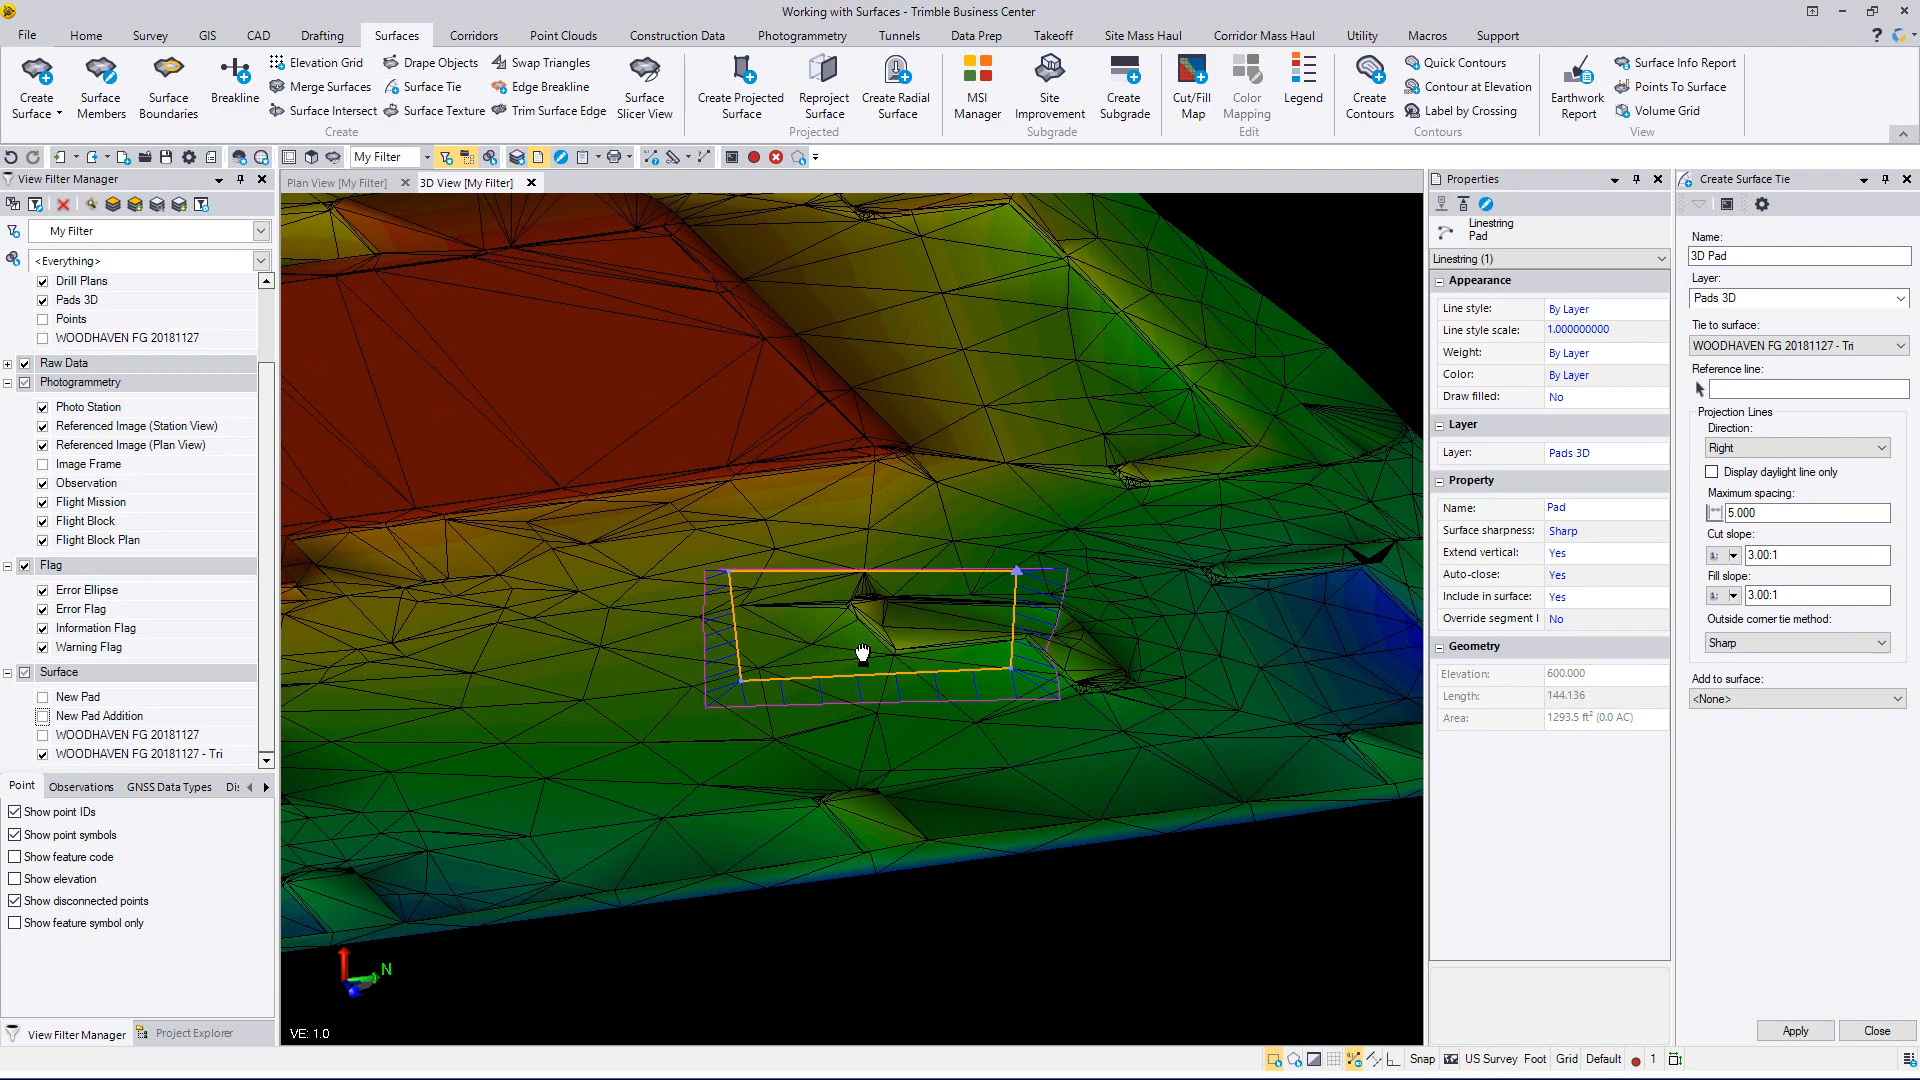 Working with Surfaces - Trimble Business Center
File Home Survey GIS CAD Drafting Surfaces Corridors Point Clouds Construction Data Photogrammetry Tunnels Data Prep Takeoff Site Mass Haul Corridor Mass Haul Utility Macros Support
Create Surface
Surface Members
Surface Boundaries
Breakline
Elevation Grid
Merge Surfaces
Surface Intersect
Drape Objects
Surface Tie
Surface Texture
Swap Triangles
Edge Breakline
Trim Surface Edge
Surface Slicer View
Create
Create Projected Surface
Reproject Surface
Create Radial Surface
Projected
MSI Manager
Site Improvement
Create Subgrade
Subgrade
Cut/Fill Map
Color Mapping
Legend
Edit
Create Contours
Quick Contours
Contour at Elevation
Label by Crossing
Contours
Earthwork Report
Surface Info Report
Points To Surface
Volume Grid
View
My Filter
View Filter Manager
My Filter
<Everything>
Drill Plans
Pads 3D
Points
WOODHAVEN FG 20181127
Raw Data
Photogrammetry
Photo Station
Referenced Image (Station View)
Referenced Image (Plan View)
Image Frame
Observation
Flight Mission
Flight Block
Flight Block Plan
Flag
Error Ellipse
Error Flag
Information Flag
Warning Flag
Surface
New Pad
New Pad Addition
WOODHAVEN FG 20181127
WOODHAVEN FG 20181127 - Tri
Point Observations GNSS Data Types Di
Show point IDs
Show point symbols
Show feature code
Show elevation
Show disconnected points
Show feature symbol only
View Filter Manager Project Explorer
Plan View [My Filter] 3D View [My Filter]
N
VE: 1.0
Properties
Linestring
Pad
Linestring (1)
Appearance
Line style: By Layer
Line style scale: 1.000000000
Weight: By Layer
Color: By Layer
Draw filled: No
Layer
Layer: Pads 3D
Property
Name: Pad
Surface sharpness: Sharp
Extend vertical: Yes
Auto-close: Yes
Include in surface: Yes
Override segment l No
Geometry
Elevation: 600.000
Length: 144.136
Area: 1293.5 ft² (0.0 AC)
Create Surface Tie
Name:
3D Pad
Layer:
Pads 3D
Tie to surface:
WOODHAVEN FG 20181127 - Tri
Reference line:
Projection Lines
Direction:
Right
Display daylight line only
Maximum spacing:
5.000
Cut slope:
1: 3.00:1
Fill slope:
1: 3.00:1
Outside corner tie method:
Sharp
Add to surface:
<None>
Apply Close
Snap US Survey Foot Grid Default 1